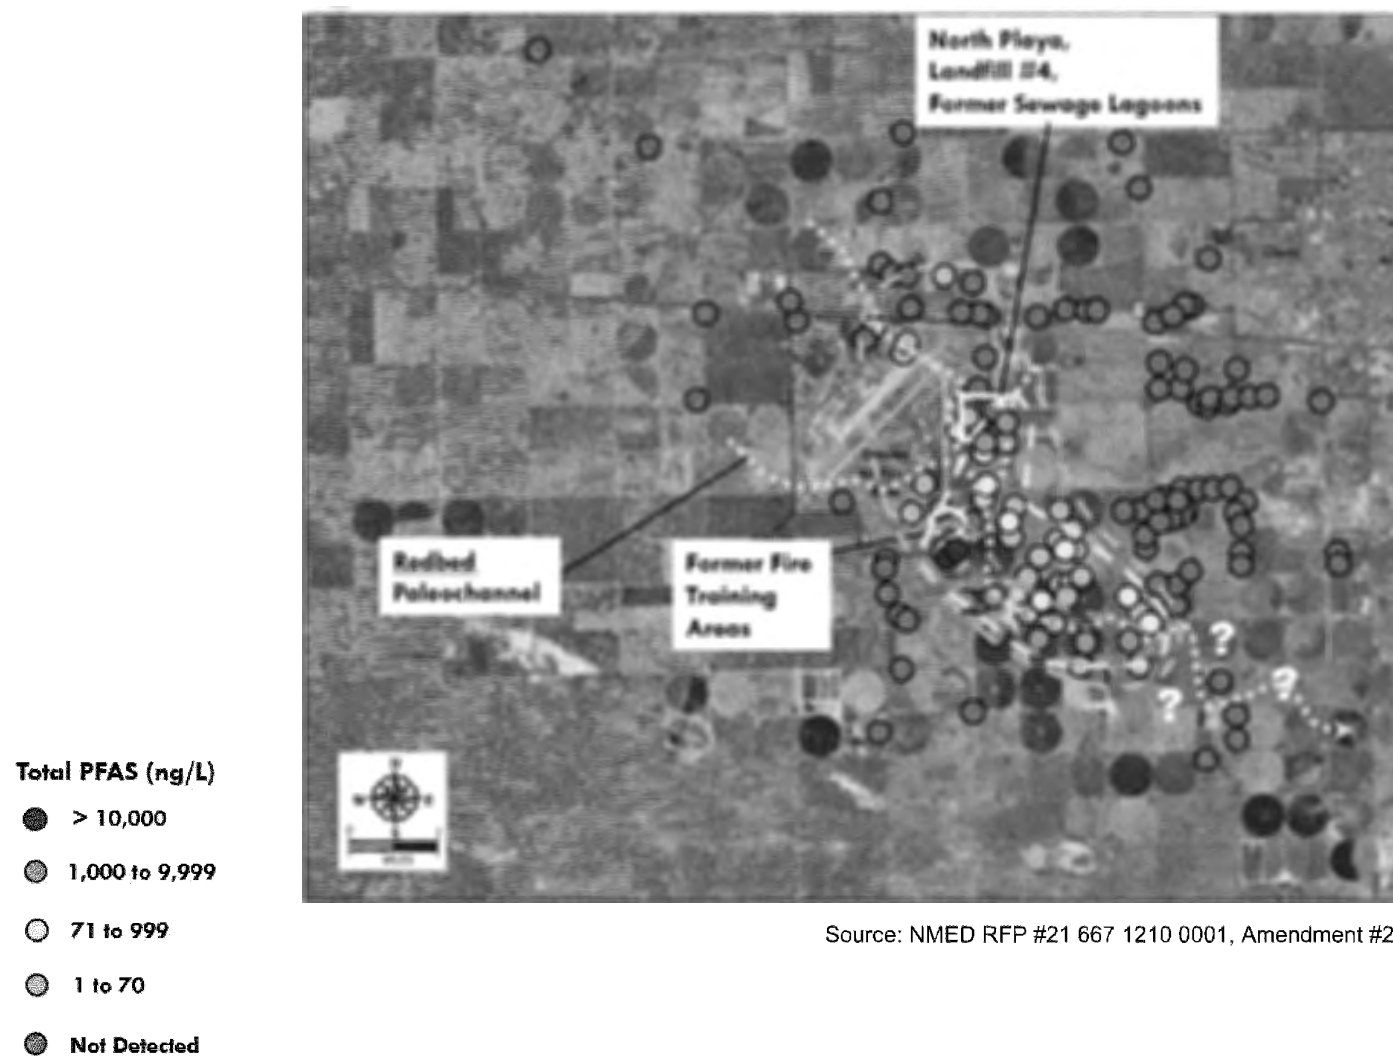 North Playa,
Landfill #4,
Former Sewage Lagoons
Redbed
Paleochannel
Former Fire
Training
Areas
?
?
?
N
W E
S
MILES
Total PFAS (ng/L)
> 10,000
1,000 to 9,999
71 to 999
1 to 70
Not Detected
Source: NMED RFP #21 667 1210 0001, Amendment #2